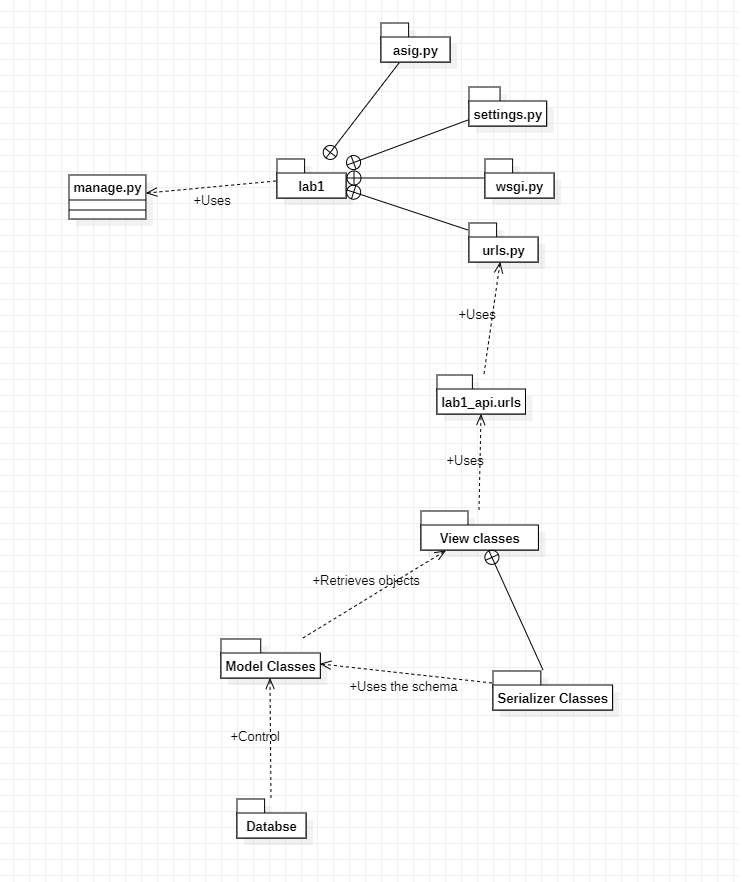 asig.py
settings.py
lab1
wsgi.py
manage.py
+Uses
urls.py
+Uses
lab1_api.urls
+Uses
View classes
+Retrieves objects
Model Classes
+Uses the schema
Serializer Classes
+Control
Databse